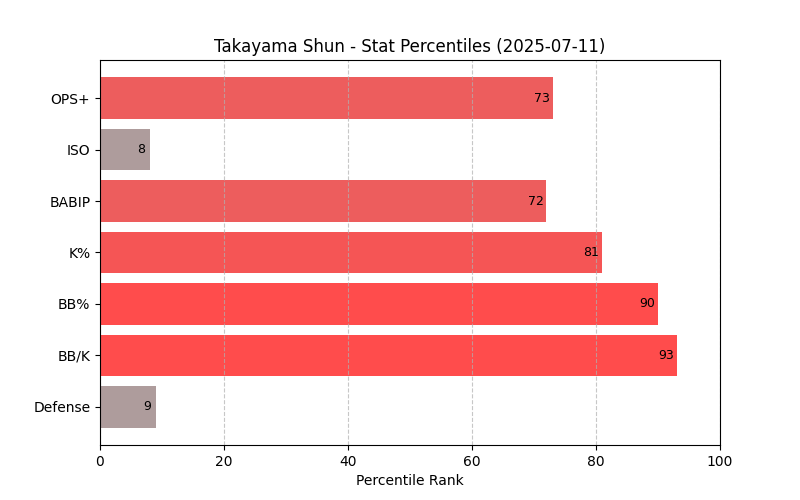 Takayama Shun - Stat Percentiles (2025-07-11)
OPS+ 73
ISO 8
BABIP 72
K% 81
BB% 90
BB/K 93
Defense 9
0 20 40 60 80 100
Percentile Rank